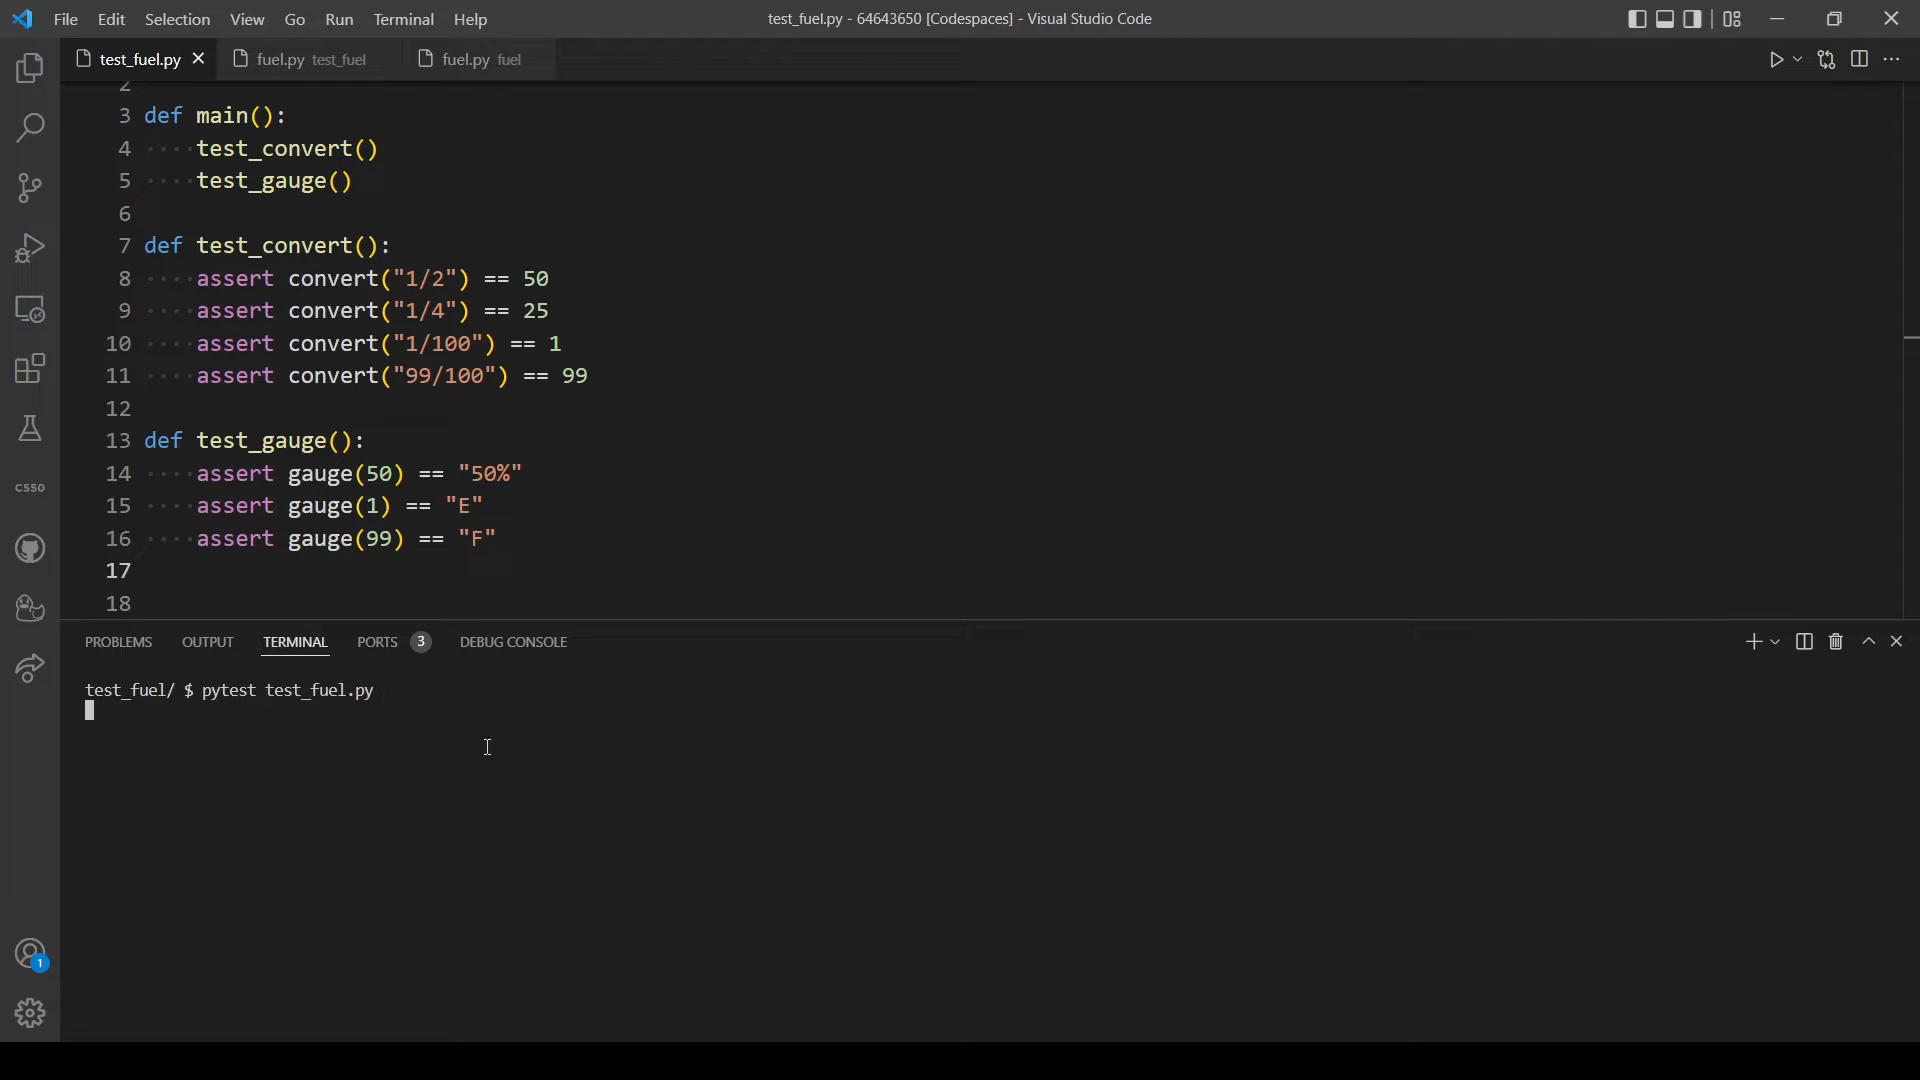 File Edit Selection View Go Run Terminal Help
test_fuel.py - 64643650 [Codespaces] - Visual Studio Code
test_fuel.py fuel.py test_fuel fuel.py fuel
2
3 def main():
4 ····test_convert()
5 ····test_gauge()
6
7 def test_convert():
8 ····assert convert("1/2") == 50
9 ····assert convert("1/4") == 25
10 ····assert convert("1/100") == 1
11 ····assert convert("99/100") == 99
12
13 def test_gauge():
14 ····assert gauge(50) == "50%"
15 ····assert gauge(1) == "E"
16 ····assert gauge(99) == "F"
17
18
CS50
1
PROBLEMS OUTPUT TERMINAL PORTS 3 DEBUG CONSOLE
test_fuel/ $ pytest test_fuel.py